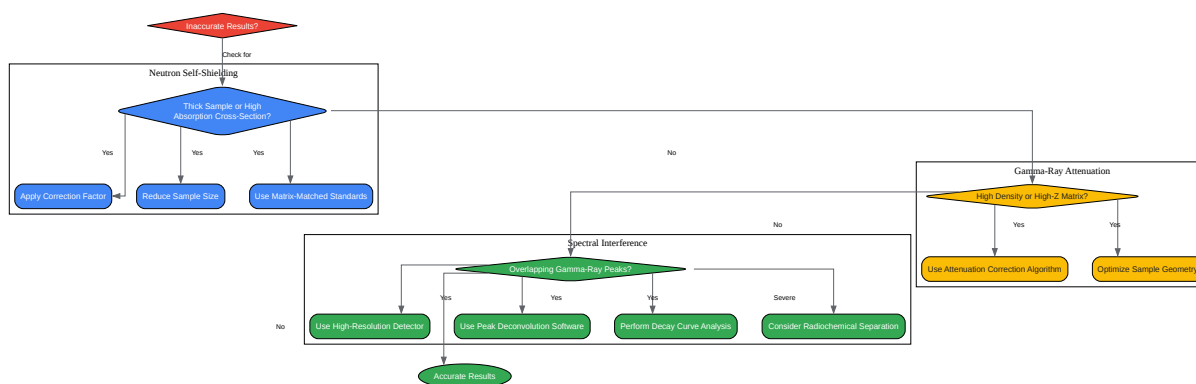 Inaccurate Results?
Check for
Neutron Self-Shielding
Thick Sample or High
Absorption Cross-Section?
Yes
Yes
Yes
No
Apply Correction Factor
Reduce Sample Size
Use Matrix-Matched Standards
Gamma-Ray Attenuation
High Density or High-Z Matrix?
No
Yes
Yes
Use Attenuation Correction Algorithm
Optimize Sample Geometry
Spectral Interference
Overlapping Gamma-Ray Peaks?
Yes
Yes
Yes
Severe
No
Use High-Resolution Detector
Use Peak Deconvolution Software
Perform Decay Curve Analysis
Consider Radiochemical Separation
Accurate Results